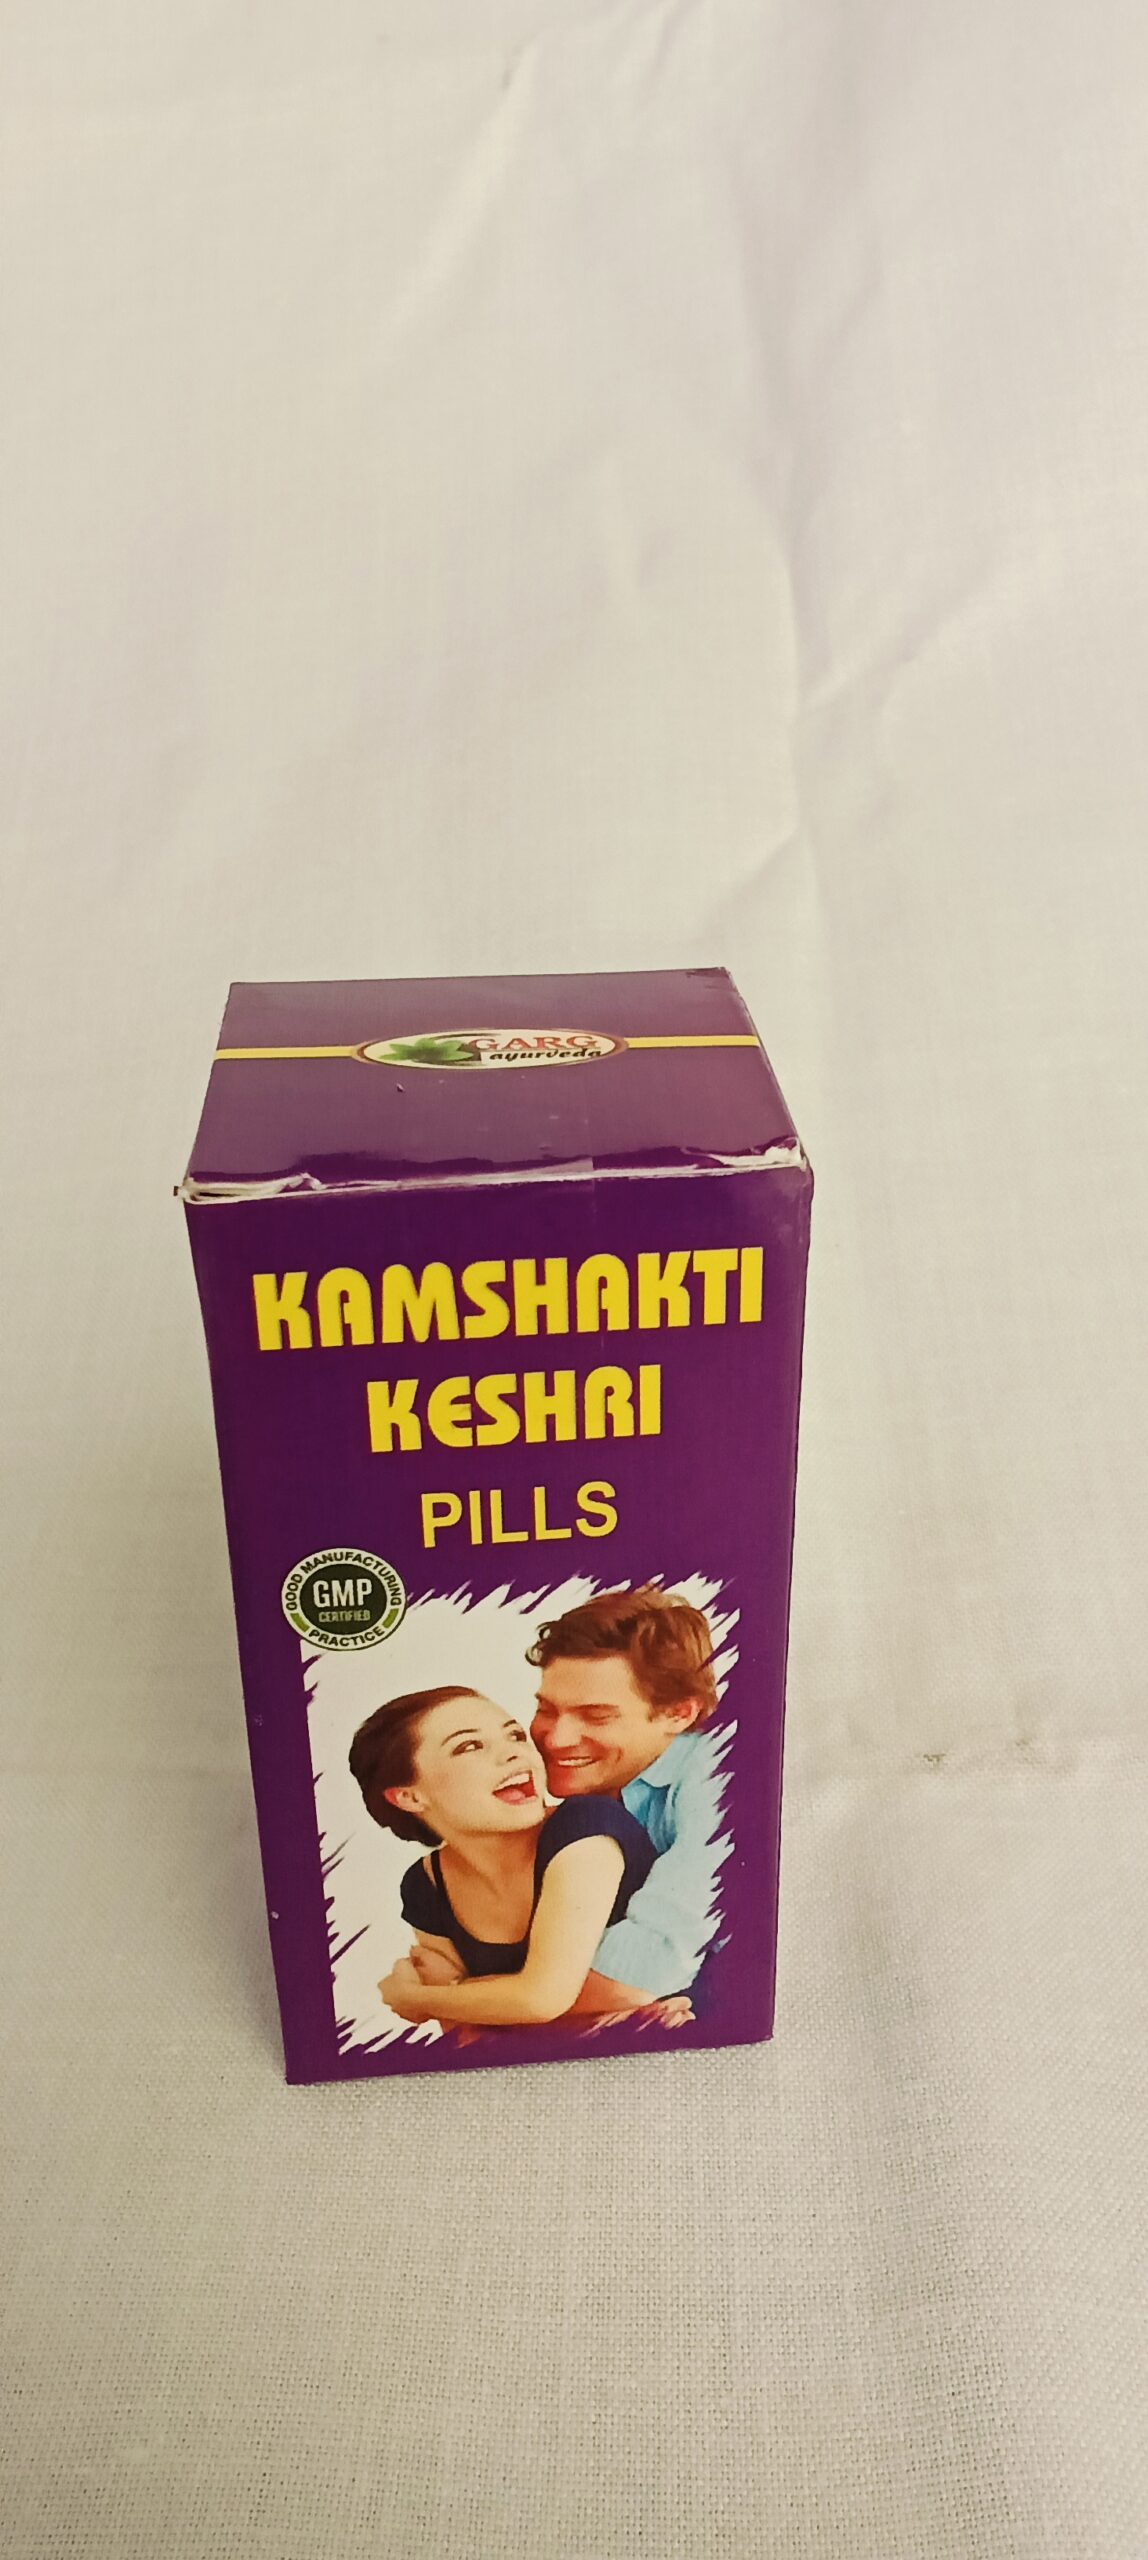 GARG
ayurveda
KAMSHAKTI
KESHRI
PILLS
GOOD MANUFACTURING
GMP
CERTIFIED
PRACTICE